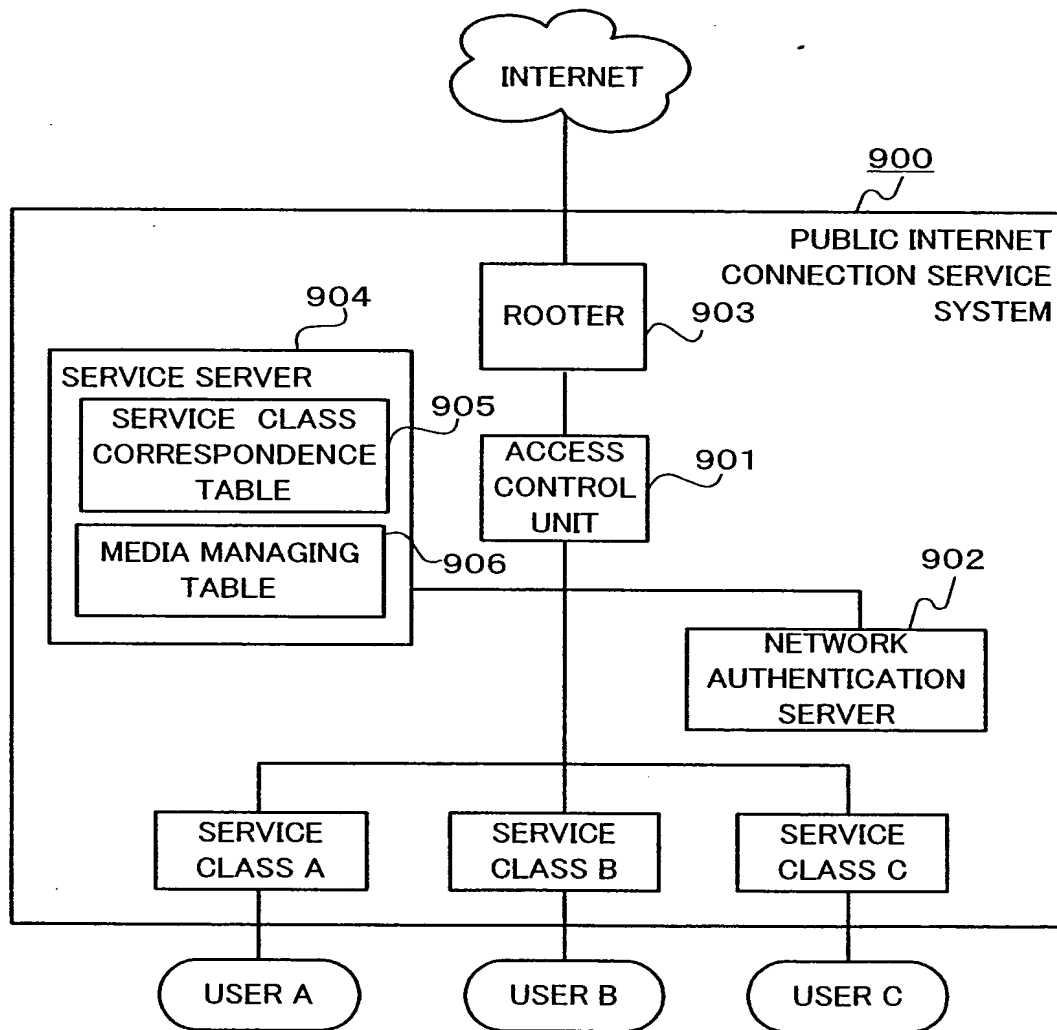 INTERNET
900
PUBLIC INTERNET
CONNECTION SERVICE
SYSTEM
ROOTER
903
904
SERVICE SERVER
SERVICE CLASS
CORRESPONDENCE
TABLE
905
ACCESS
CONTROL
UNIT
901
MEDIA MANAGING
TABLE
906
902
NETWORK
AUTHENTICATION
SERVER
SERVICE
CLASS A
SERVICE
CLASS B
SERVICE
CLASS C
USER A
USER B
USER C